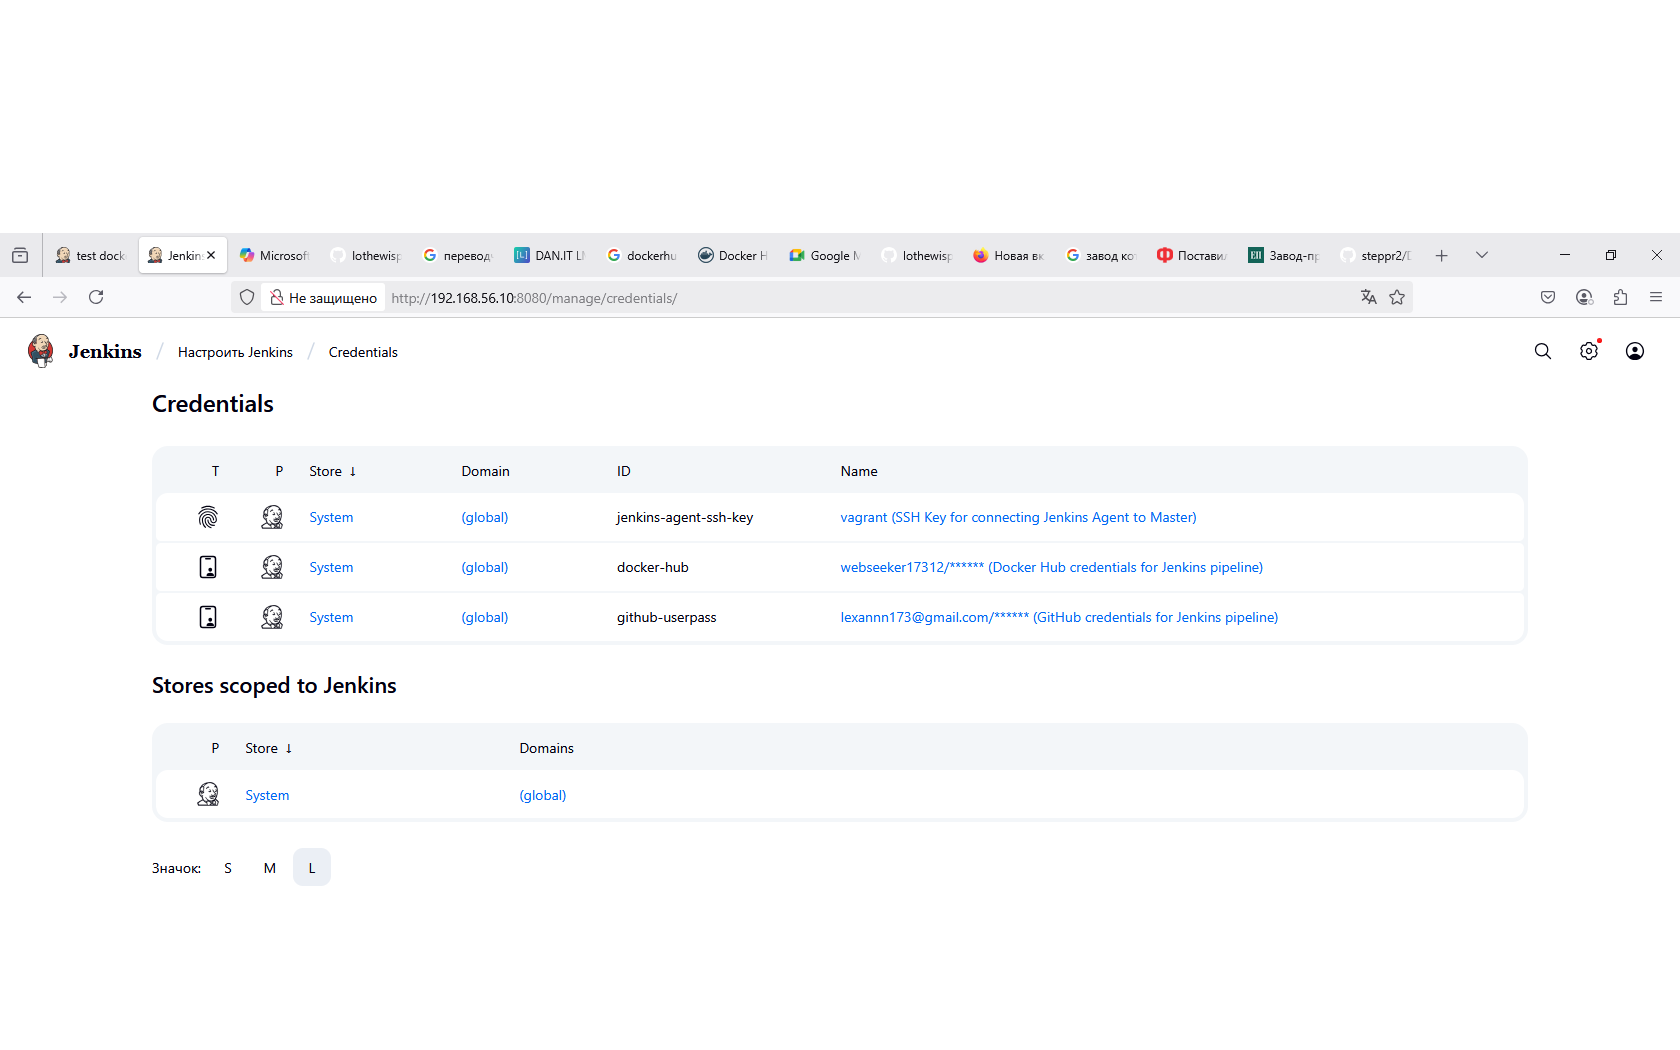 test dock
Jenkins
Microsoft
lothewisp
перевод
DAN.IT
dockerhu
Docker H
Google M
lothewisp
Новая вк
завод ко
Постави
Завод-пр
steppr2/D
Не защищено
http://192.168.56.10:8080/manage/credentials/
Jenkins / Настроить Jenkins / Credentials
Credentials
T P Store ↓ Domain ID Name
System (global) jenkins-agent-ssh-key vagrant (SSH Key for connecting Jenkins Agent to Master)
System (global) docker-hub webseeker17312/****** (Docker Hub credentials for Jenkins pipeline)
System (global) github-userpass lexannn173@gmail.com/****** (GitHub credentials for Jenkins pipeline)
Stores scoped to Jenkins
P Store ↓ Domains
System (global)
Значок: S M L